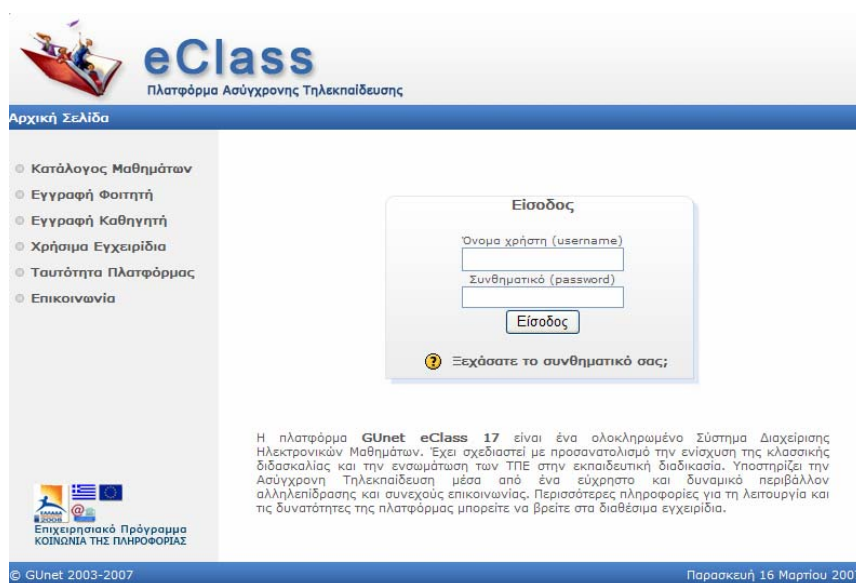 eClass
Πλατφόρμα Ασύγχρονης Τηλεκπαίδευσης
Αρχική Σελίδα
Κατάλογος Μαθημάτων
Εγγραφή Φοιτητή
Εγγραφή Καθηγητή
Χρήσιμα Εγχειρίδια
Ταυτότητα Πλατφόρμας
Επικοινωνία
Είσοδος
Όνομα χρήστη (username)
Συνθηματικό (password)
Είσοδος
? Ξεχάσατε το συνθηματικό σας;
Η πλατφόρμα GUnet eClass 17 είναι ένα ολοκληρωμένο Σύστημα Διαχείρισης
Ηλεκτρονικών Μαθημάτων. Έχει σχεδιαστεί με προσανατολισμό την ενίσχυση της κλασσικής
διδασκαλίας και την ενσωμάτωση των ΤΠΕ στην εκπαιδευτική διαδικασία. Υποστηρίζει την
Ασύγχρονη Τηλεκπαίδευση μέσα από ένα εύχρηστο και δυναμικό περιβάλλον
αλληλεπίδρασης και συνεχούς επικοινωνίας. Περισσότερες πληροφορίες για τη λειτουργία και
τις δυνατότητες της πλατφόρμας μπορείτε να βρείτε στα διαθέσιμα εγχειρίδια.
Επιχειρησιακό Πρόγραμμα
ΚΟΙΝΩΝΙΑ ΤΗΣ ΠΛΗΡΟΦΟΡΙΑΣ
© GUnet 2003-2007
Παρασκευή 16 Μαρτίου 200